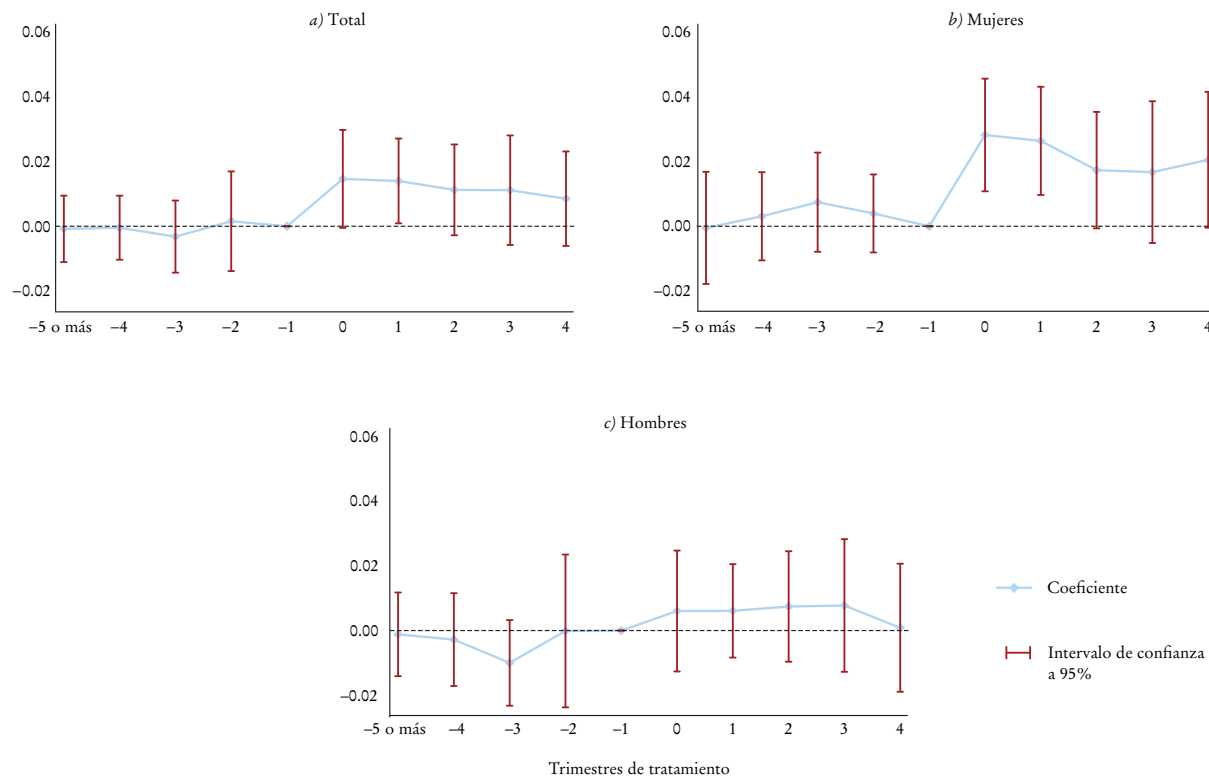 a) Total
0.06
0.04
0.02
0.00
–0.02
–5 o más –4 –3 –2 –1 0 1 2 3 4
b) Mujeres
0.06
0.04
0.02
0.00
–0.02
–5 o más –4 –3 –2 –1 0 1 2 3 4
c) Hombres
0.06
0.04
0.02
0.00
–0.02
–5 o más –4 –3 –2 –1 0 1 2 3 4
Trimestres de tratamiento
Coeficiente
Intervalo de confianza
a 95%